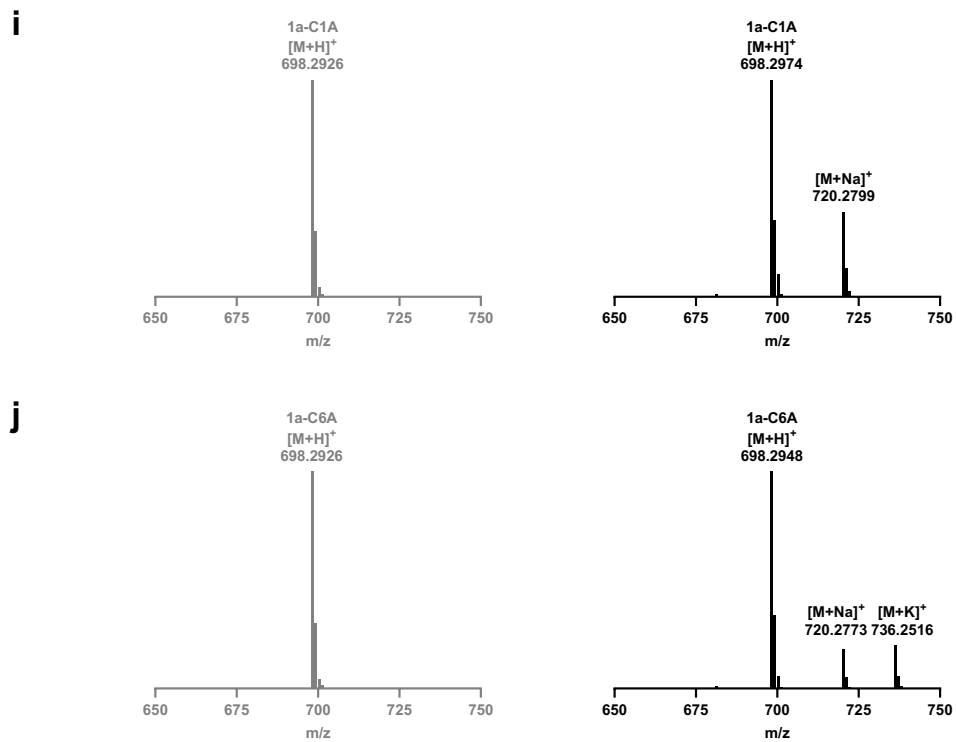 i
1a-C1A
[M+H]+
698.2926
650 675 700 725 750
m/z
1a-C1A
[M+H]+
698.2974
[M+Na]+
720.2799
650 675 700 725 750
m/z
j
1a-C6A
[M+H]+
698.2926
650 675 700 725 750
m/z
1a-C6A
[M+H]+
698.2948
[M+Na]+ [M+K]+
720.2773 736.2516
650 675 700 725 750
m/z